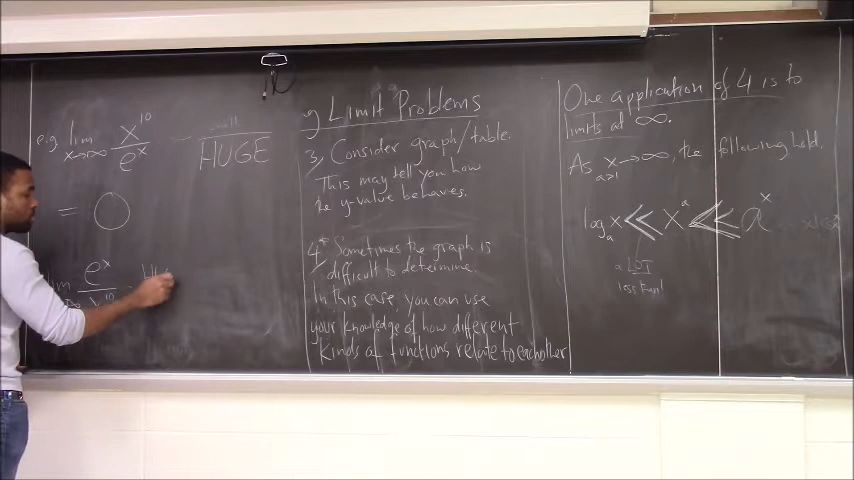 e.g lim x→∞ x^10 / e^x → small / HUGE
= 0
lim e^x / x^10 → HU
g Limit Problems
3) Consider graph/table.
This may tell you how
the y-value behaves.
4* Sometimes the graph is
difficult to determine.
In this case, you can use
your knowledge of how different
kinds of functions relate to each other
One application of 4 is to
limits at ∞.
As x→∞, the following hold.
a>1
log_a x << x^a << a^x
a LOT
less than!